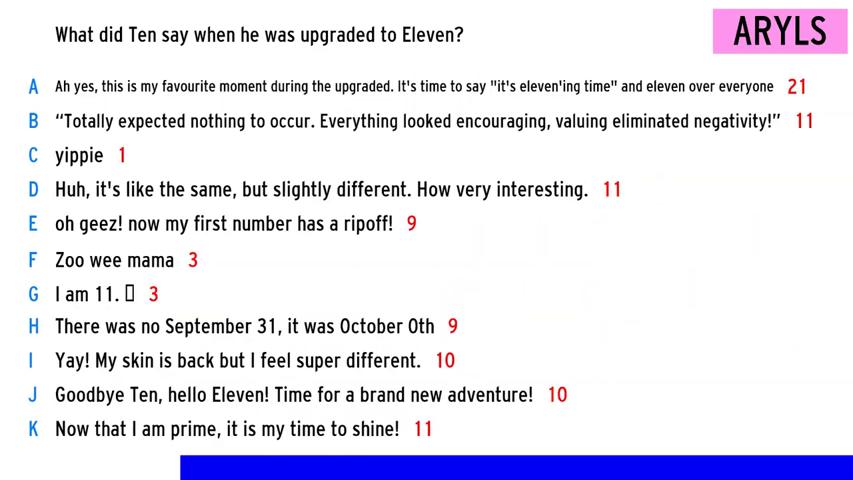 What did Ten say when he was upgraded to Eleven?
ARYLS
A Ah yes, this is my favourite moment during the upgraded. It's time to say "it's eleven'ing time" and eleven over everyone 21
B “Totally expected nothing to occur. Everything looked encouraging, valuing eliminated negativity!” 11
C yippie 1
D Huh, it's like the same, but slightly different. How very interesting. 11
E oh geez! now my first number has a ripoff! 9
F Zoo wee mama 3
G I am 11. ▯ 3
H There was no September 31, it was October 0th 9
I Yay! My skin is back but I feel super different. 10
J Goodbye Ten, hello Eleven! Time for a brand new adventure! 10
K Now that I am prime, it is my time to shine! 11